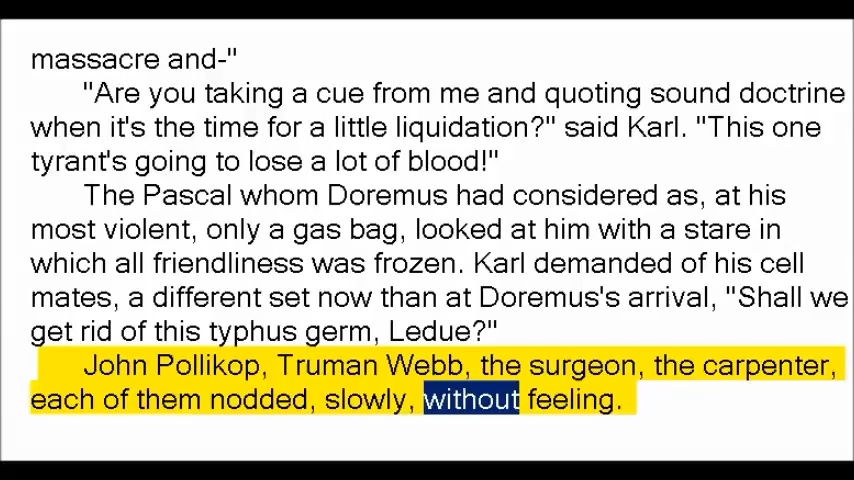 massacre and-"
"Are you taking a cue from me and quoting sound doctrine
when it's the time for a little liquidation?" said Karl. "This one
tyrant's going to lose a lot of blood!"
The Pascal whom Doremus had considered as, at his
most violent, only a gas bag, looked at him with a stare in
which all friendliness was frozen. Karl demanded of his cell
mates, a different set now than at Doremus's arrival, "Shall we
get rid of this typhus germ, Ledue?"
John Pollikop, Truman Webb, the surgeon, the carpenter,
each of them nodded, slowly, without feeling.